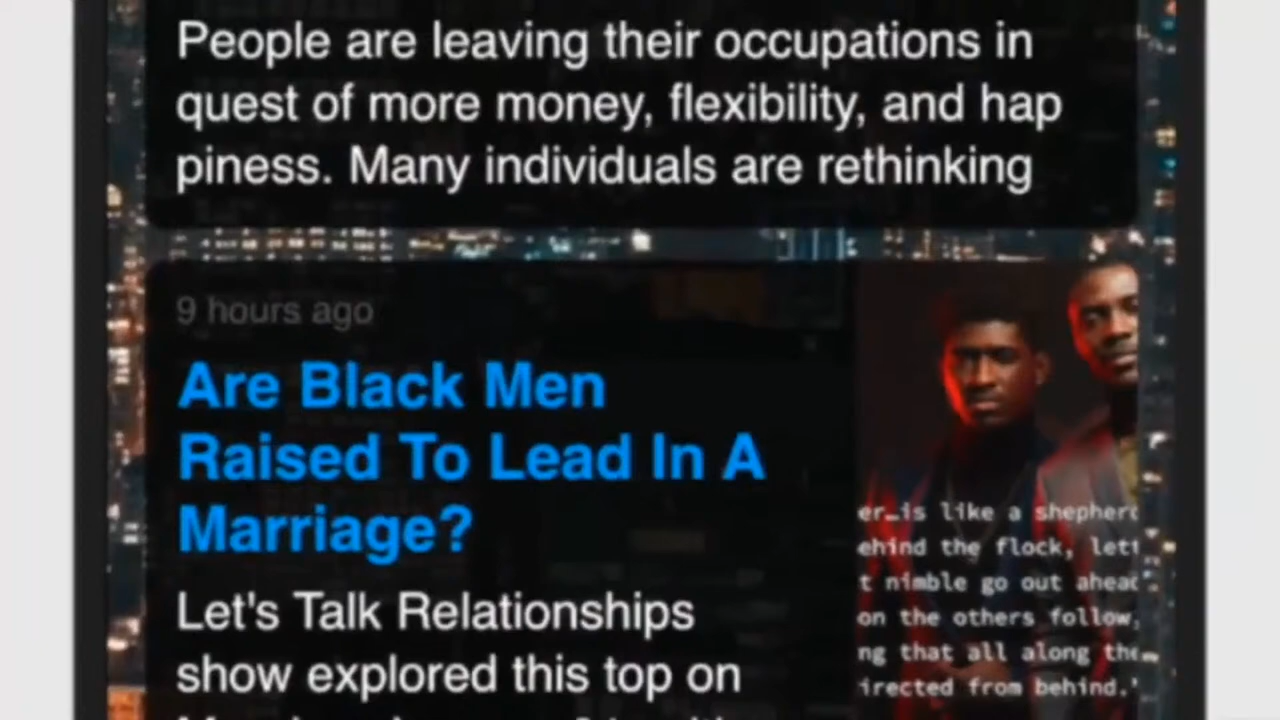 People are leaving their occupations in
quest of more money, flexibility, and hap
piness. Many individuals are rethinking
9 hours ago
Are Black Men
Raised To Lead In A
Marriage?
Let's Talk Relationships
show explored this top on
er_is like a shepherd
ehind the flock, lett
t nimble go out ahead
on the others follow,
ng that all along the
irected from behind."